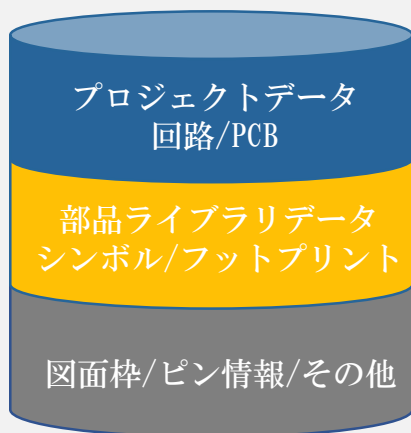 プロジェクトデータ
回路/PCB
部品ライブラリデータ
シンボル/フットプリント
図面枠/ピン情報/その他